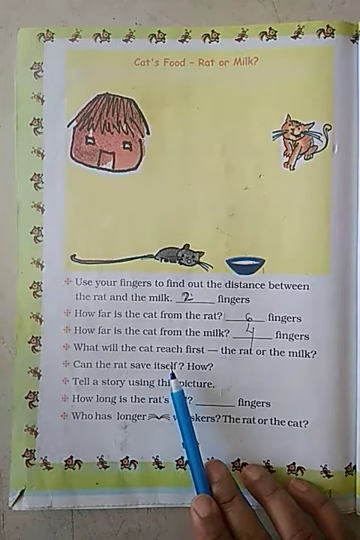 Cat's Food – Rat or Milk?
Use your fingers to find out the distance between
the rat and the milk. 2 fingers
How far is the cat from the rat? 6 fingers
How far is the cat from the milk? 4 fingers
What will the cat reach first — the rat or the milk?
Can the rat save itself? How?
Tell a story using this picture.
How long is the rat's ? fingers
Who has longer whiskers? The rat or the cat?